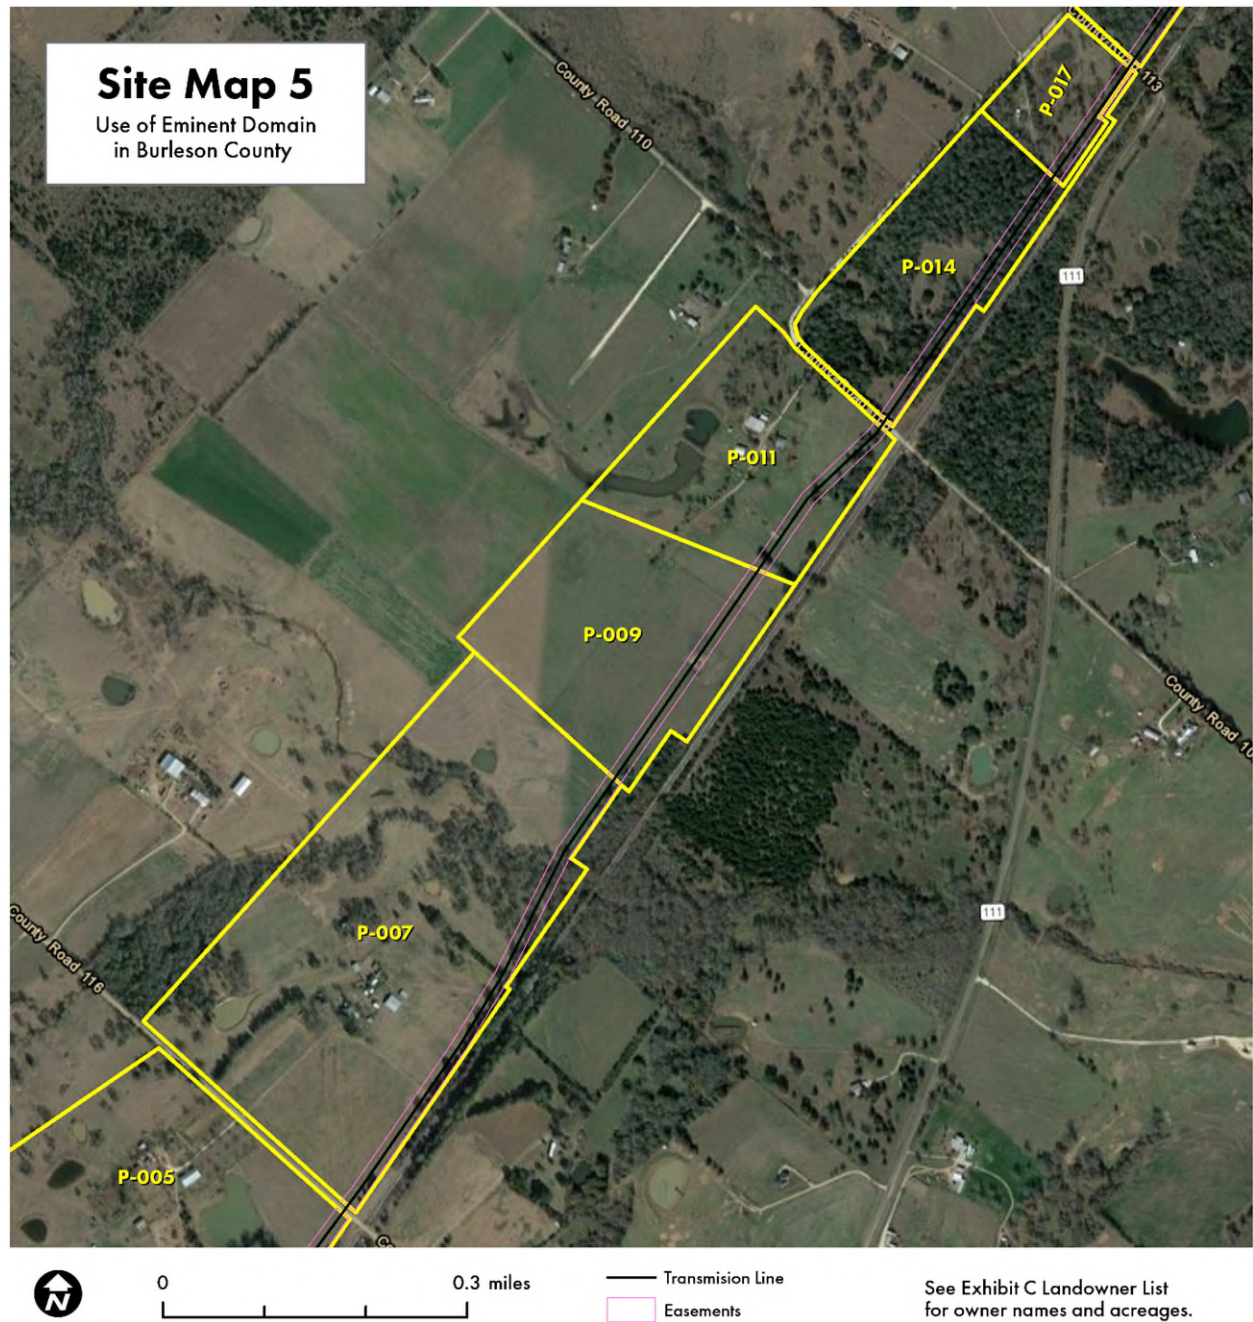 Site Map 5
Use of Eminent Domain
in Burleson County
County Road 110
113
P-017
P-014
111
P-011
P-009
County Road 10
P-007
111
County Road 116
P-005
Co
N
0
0.3 miles
Transmision Line
Easements
See Exhibit C Landowner List
for owner names and acreages.